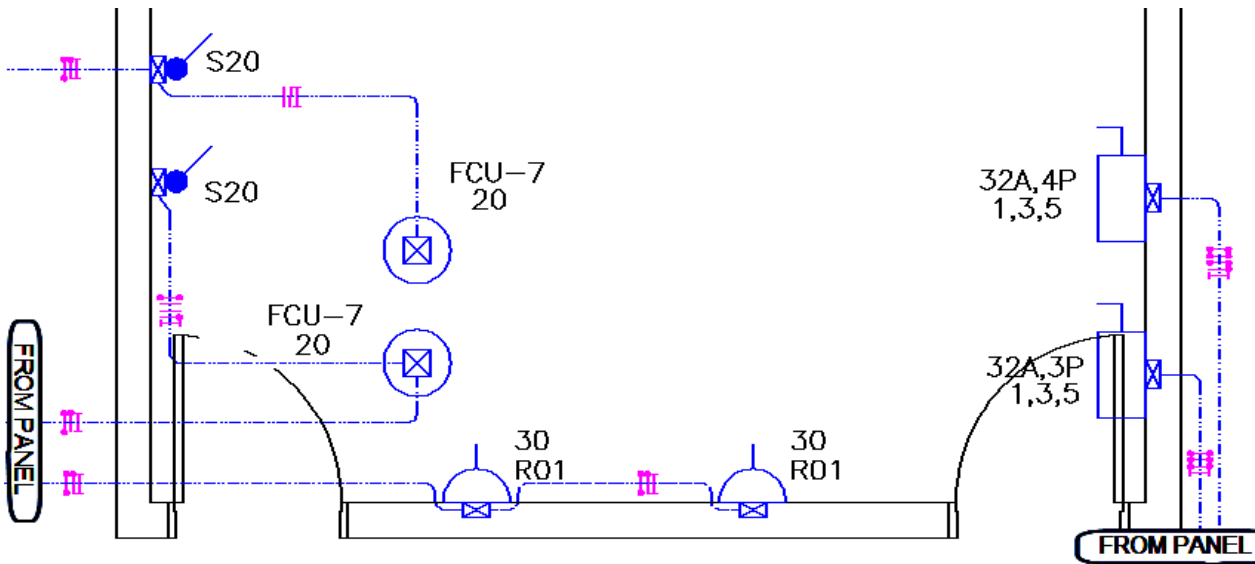 S20
S20
FCU-7
20
FCU-7
20
32A,4P
1,3,5
32A,3P
1,3,5
FROM PANEL
30
R01
30
R01
FROM PANEL